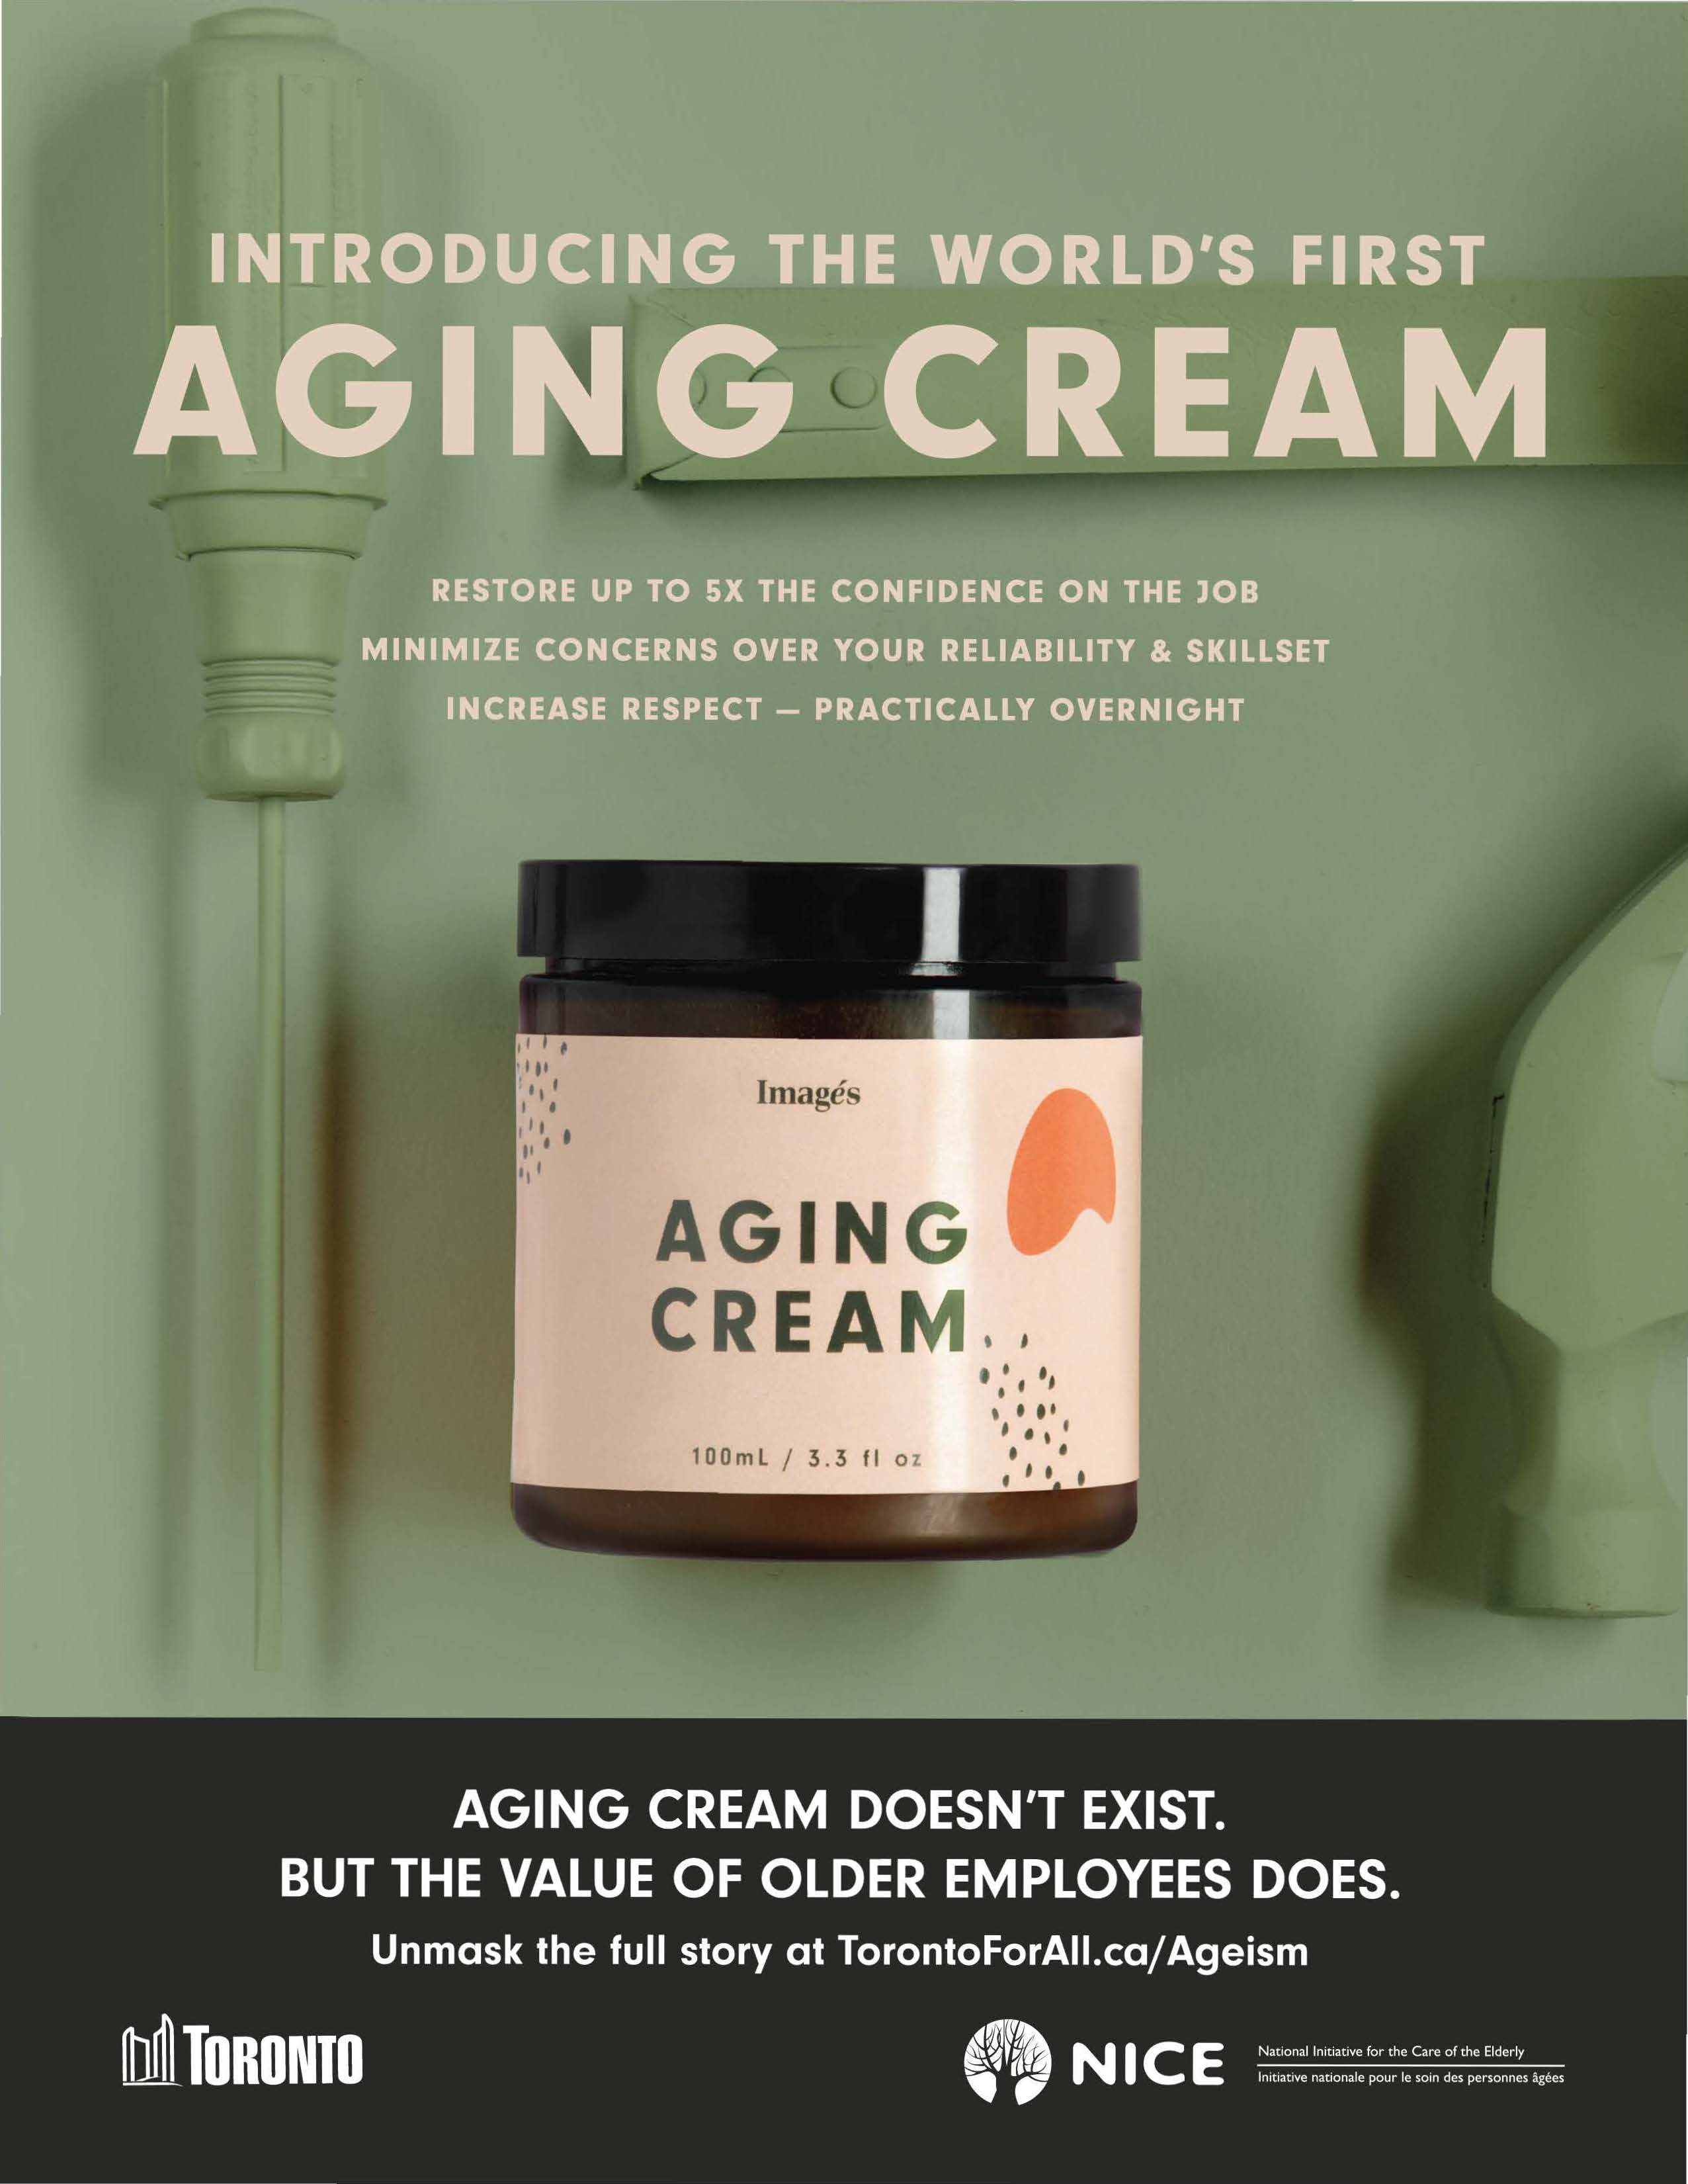 INTRODUCING THE WORLD'S FIRST
AGING CREAM
RESTORE UP TO 5X THE CONFIDENCE ON THE JOB
MINIMIZE CONCERNS OVER YOUR RELIABILITY & SKILLSET
INCREASE RESPECT — PRACTICALLY OVERNIGHT
Imagés
AGING
CREAM
100mL / 3.3 fl oz
AGING CREAM DOESN'T EXIST.
BUT THE VALUE OF OLDER EMPLOYEES DOES.
Unmask the full story at TorontoForAll.ca/Ageism
TORONTO
NICE
National Initiative for the Care of the Elderly
Initiative nationale pour le soin des personnes âgées